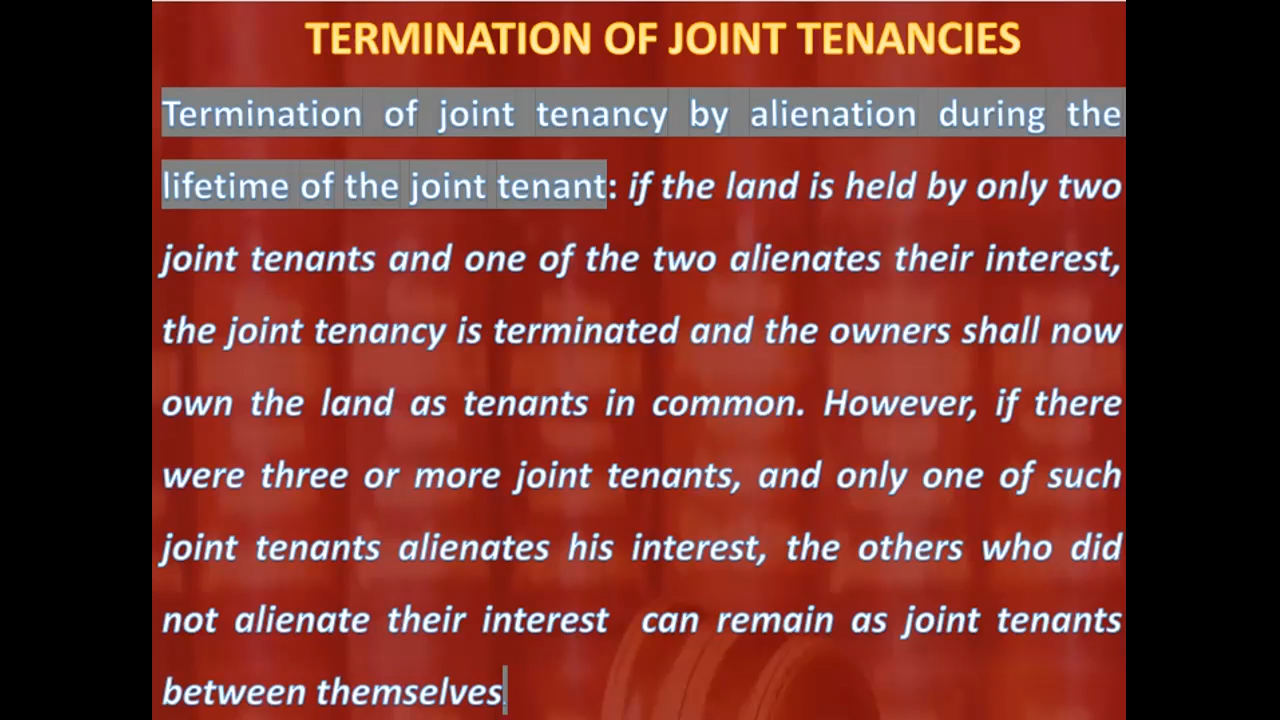 TERMINATION OF JOINT TENANCIES
Termination of joint tenancy by alienation during the
lifetime of the joint tenant: if the land is held by only two
joint tenants and one of the two alienates their interest,
the joint tenancy is terminated and the owners shall now
own the land as tenants in common. However, if there
were three or more joint tenants, and only one of such
joint tenants alienates his interest, the others who did
not alienate their interest can remain as joint tenants
between themselves.